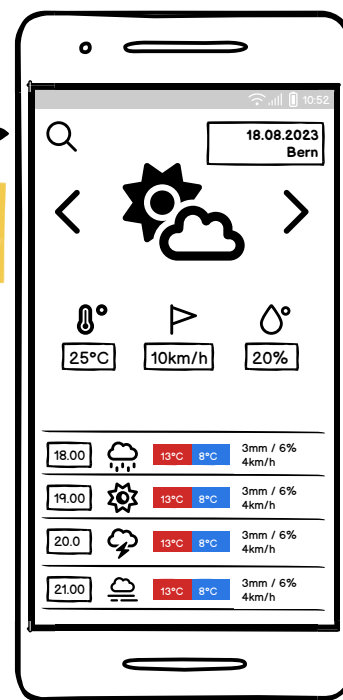 10:52
18.08.2023
Bern
25°C
10km/h
20%
18.00
13°C
8°C
3mm / 6%
4km/h
19.00
13°C
8°C
3mm / 6%
4km/h
20.0
13°C
8°C
3mm / 6%
4km/h
21.00
13°C
8°C
3mm / 6%
4km/h